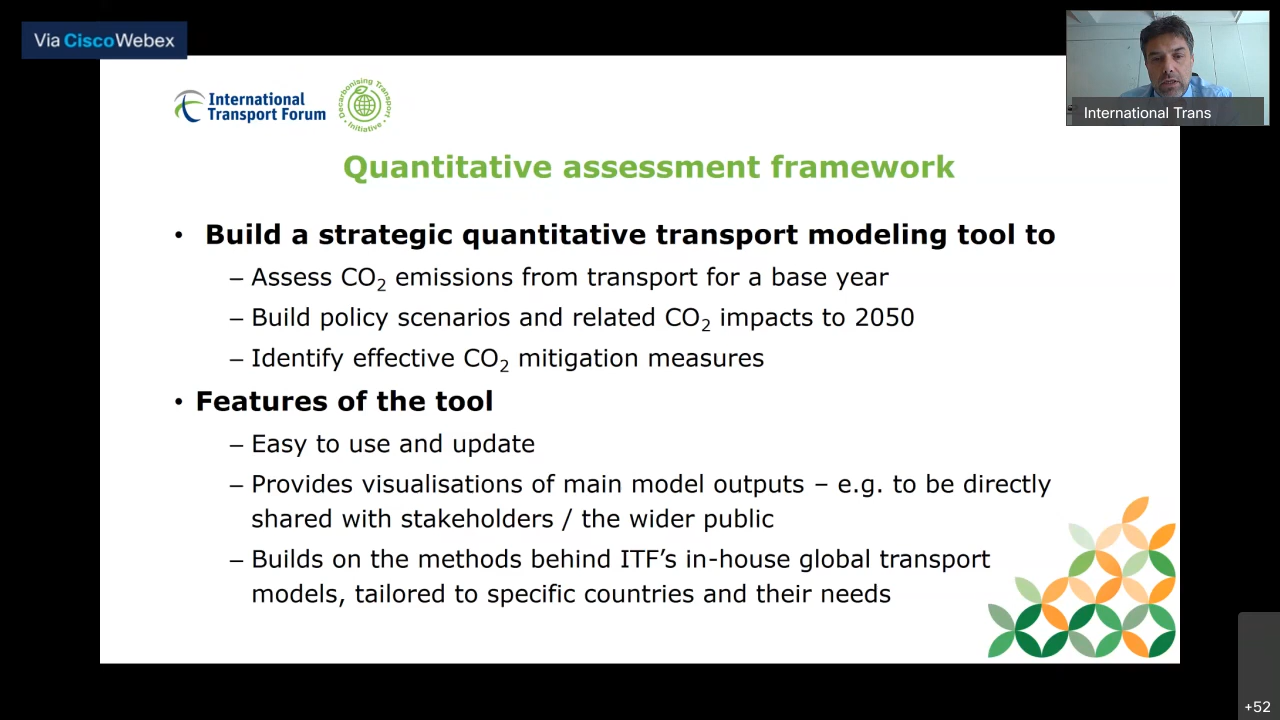 Via CiscoWebex
International Trans
International
Transport Forum
Decarbonising Transport
Initiative
Quantitative assessment framework
• Build a strategic quantitative transport modeling tool to
– Assess CO₂ emissions from transport for a base year
– Build policy scenarios and related CO₂ impacts to 2050
– Identify effective CO₂ mitigation measures
• Features of the tool
– Easy to use and update
– Provides visualisations of main model outputs – e.g. to be directly
shared with stakeholders / the wider public
– Builds on the methods behind ITF’s in-house global transport
models, tailored to specific countries and their needs
+52